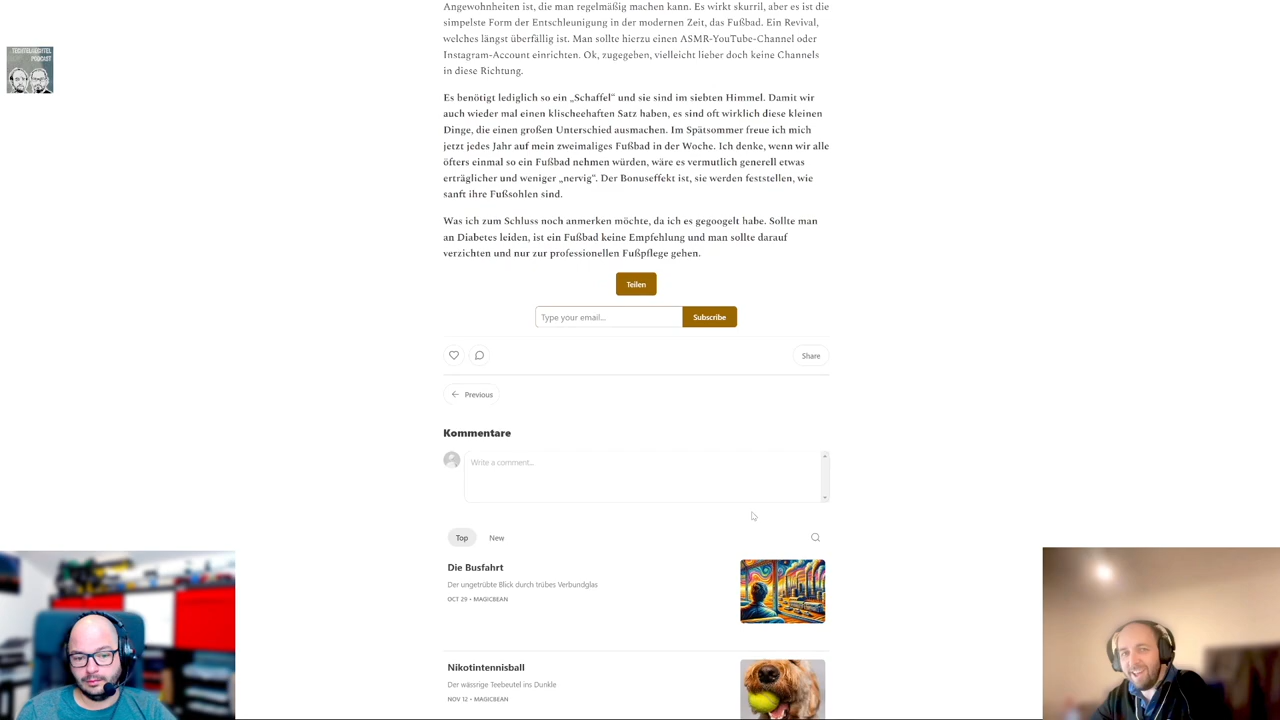 Angewohnheiten ist, die man regelmäßig machen kann. Es wirkt skurril, aber es ist die
simpelste Form der Entschleunigung in der modernen Zeit, das Fußbad. Ein Revival,
welches längst überfällig ist. Man sollte hierzu einen ASMR-YouTube-Channel oder
Instagram-Account einrichten. Ok, zugegeben, vielleicht lieber doch keine Channels
in diese Richtung.
TEEBEUTELWEITWURF
PODCAST
Es benötigt lediglich so ein „Schaffel“ und sie sind im siebten Himmel. Damit wir
auch wieder mal einen klischeehaften Satz haben, es sind oft wirklich diese kleinen
Dinge, die einen großen Unterschied ausmachen. Im Spätsommer freue ich mich
jetzt jedes Jahr auf mein zweimaliges Fußbad in der Woche. Ich denke, wenn wir alle
öfters einmal so ein Fußbad nehmen würden, wäre es vermutlich generell etwas
erträglicher und weniger „nervig“. Der Bonuseffekt ist, sie werden feststellen, wie
sanft ihre Fußsohlen sind.
Was ich zum Schluss noch anmerken möchte, da ich es gegoogelt habe. Sollte man
an Diabetes leiden, ist ein Fußbad keine Empfehlung und man sollte darauf
verzichten und nur zur professionellen Fußpflege gehen.
Teilen
Type your email...
Subscribe
Share
Previous
Kommentare
Write a comment...
Top
New
Die Busfahrt
Der ungetrübte Blick durch trübes Verbundglas
OCT 29 • MAGICBEAN
Nikotintennisball
Der wässrige Teebeutel ins Dunkle
NOV 12 • MAGICBEAN